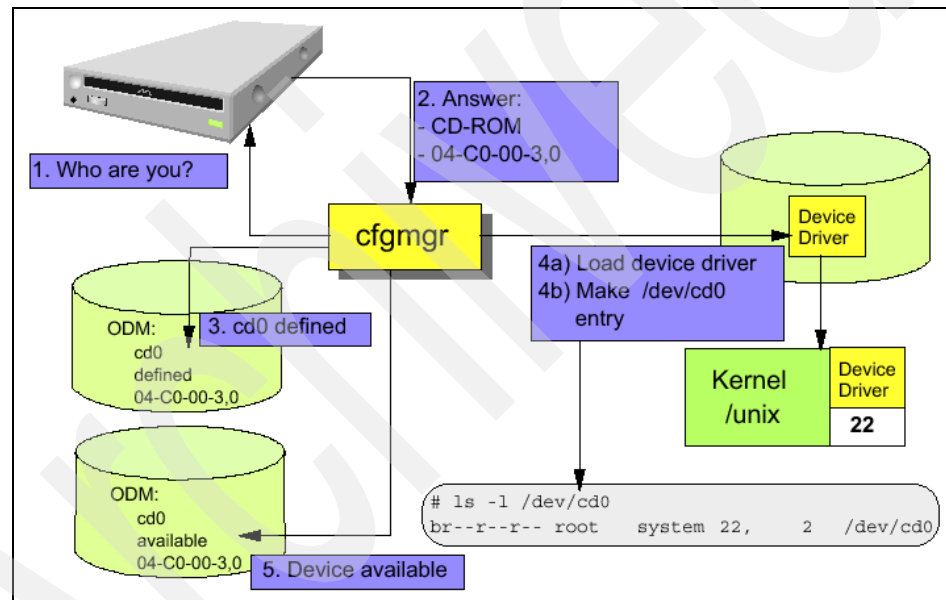 1. Who are you?
2. Answer:
- CD-ROM
- 04-C0-00-3,0
cfgmgr
Device
Driver
4a) Load device driver
4b) Make /dev/cd0
entry
3. cd0 defined
ODM:
cd0
defined
04-C0-00-3,0
Kernel
/unix
Device
Driver
22
ODM:
cd0
available
04-C0-00-3,0
5. Device available
# ls -l /dev/cd0
br--r--r-- root system 22, 2 /dev/cd0